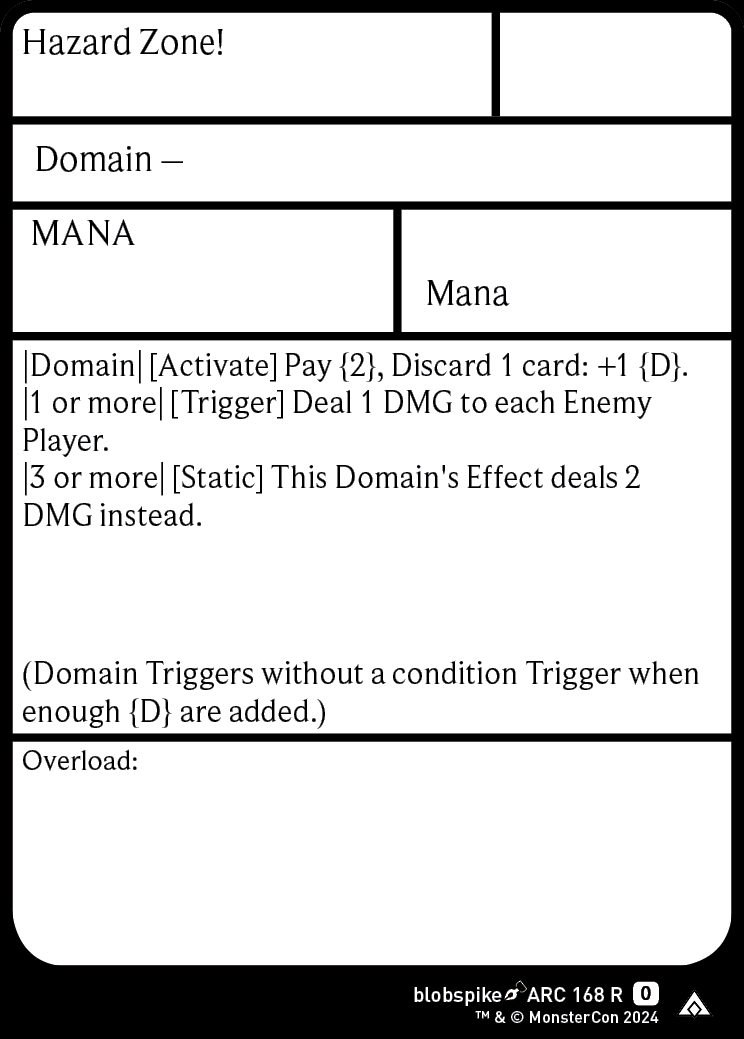 Hazard Zone!
Domain –
MANA
Mana
|Domain| [Activate] Pay {2}, Discard 1 card: +1 {D}.
|1 or more| [Trigger] Deal 1 DMG to each Enemy
Player.
|3 or more| [Static] This Domain's Effect deals 2
DMG instead.
(Domain Triggers without a condition Trigger when
enough {D} are added.)
Overload:
blobspike ARC 168 R 0
™ & © MonsterCon 2024